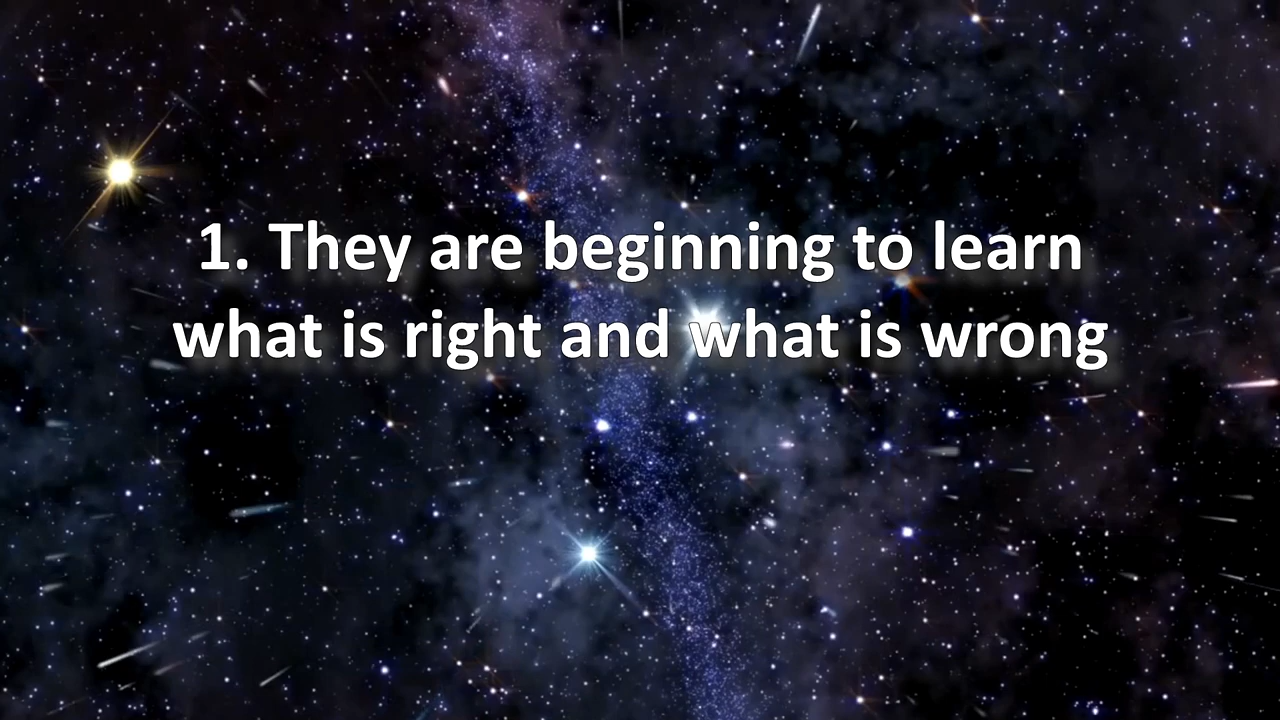 1. They are beginning to learn
what is right and what is wrong